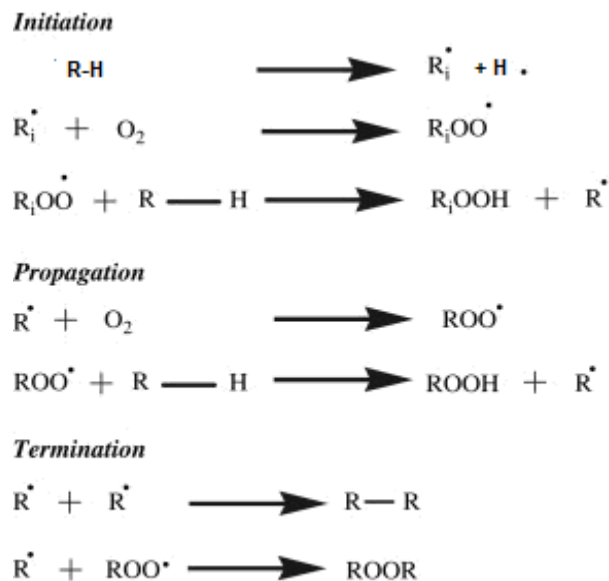 Initiation
R-H ⟶ Rᵢ• + H •
Rᵢ• + O₂ ⟶ RᵢOO•
RᵢOO• + R — H ⟶ RᵢOOH + R•
Propagation
R• + O₂ ⟶ ROO•
ROO• + R — H ⟶ ROOH + R•
Termination
R• + R• ⟶ R—R
R• + ROO• ⟶ ROOR